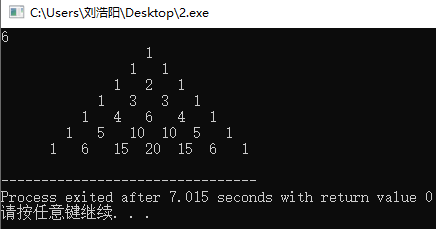 C:\Users\刘浩阳\Desktop\2.exe
6
1
1 1
1 2 1
1 3 3 1
1 4 6 4 1
1 5 10 10 5 1
1 6 15 20 15 6 1
--------------------------------
Process exited after 7.015 seconds with return value 0
请按任意键继续. . .